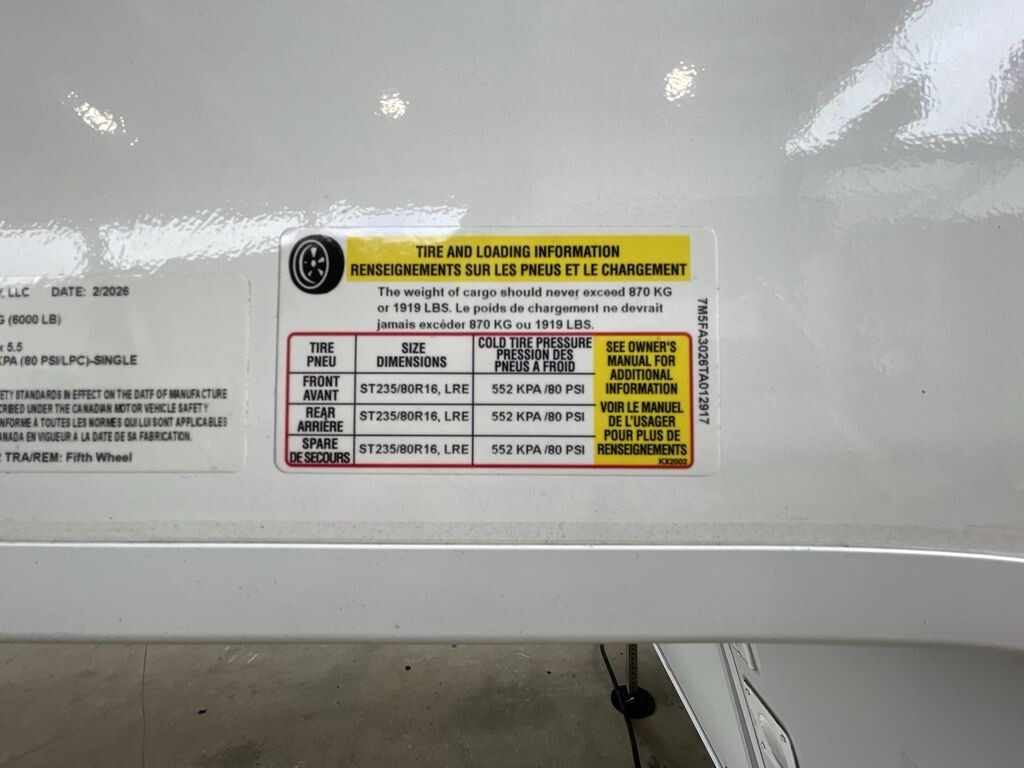 , LLC DATE: 2/2026
G (6000 LB)
x 5.5
KPA (80 PSI/LPC)-SINGLE
ETY STANDARDS IN EFFECT ON THE DATE OF MANUFACTURE
CRIBED UNDER THE CANADIAN MOTOR VEHICLE SAFETY
NFORME A TOUTES LES NORMES QUI LUI SONT APPLICABLES
ANADA EN VIGUEUR A LA DATE DE SA FABRICATION.
TRA/REM: Fifth Wheel
TIRE AND LOADING INFORMATION
RENSEIGNEMENTS SUR LES PNEUS ET LE CHARGEMENT
The weight of cargo should never exceed 870 KG
or 1919 LBS. Le poids de chargement ne devrait
jamais excéder 870 KG ou 1919 LBS.
TIRE
PNEU
SIZE
DIMENSIONS
COLD TIRE PRESSURE
PRESSION DES
PNEUS A FROID
FRONT
AVANT
ST235/80R16, LRE
552 KPA /80 PSI
REAR
ARRIÈRE
ST235/80R16, LRE
552 KPA /80 PSI
SPARE
DE SECOURS
ST235/80R16, LRE
552 KPA /80 PSI
SEE OWNER'S
MANUAL FOR
ADDITIONAL
INFORMATION
VOIR LE MANUEL
DE L'USAGER
POUR PLUS DE
RENSEIGNEMENTS
KX2002
7M5FA3026TA012917